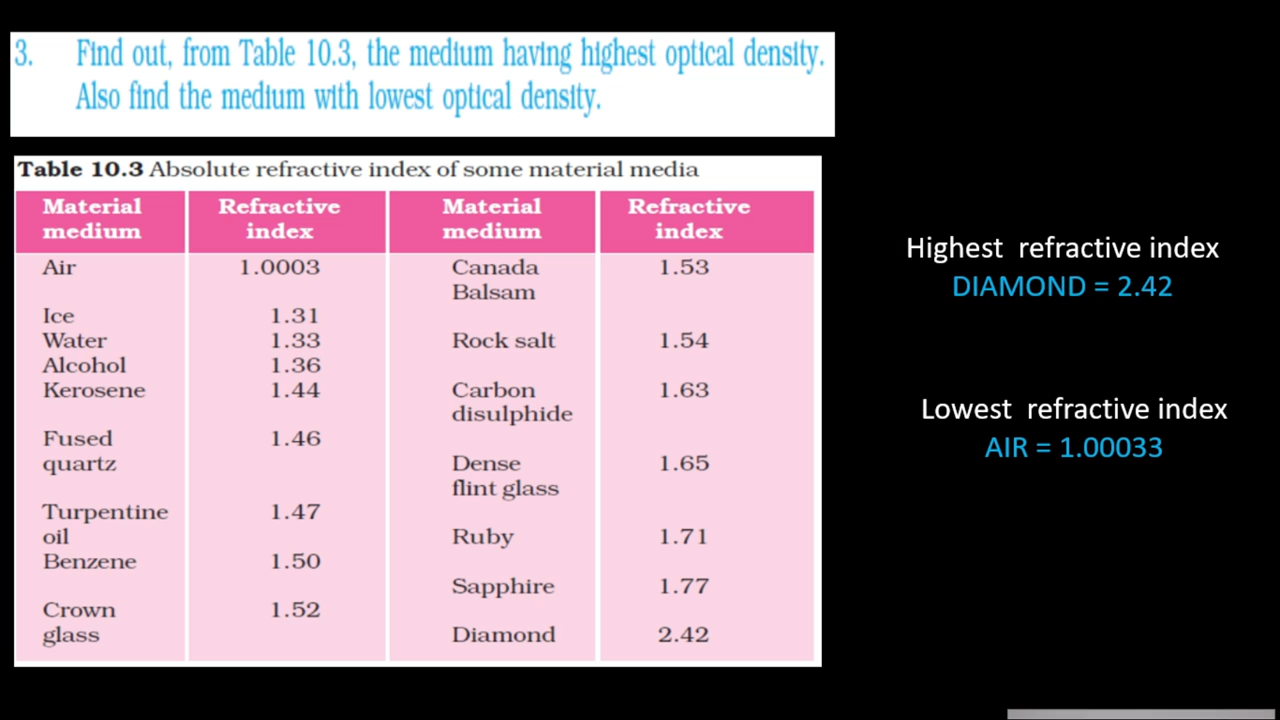 3. Find out, from Table 10.3, the medium having highest optical density.
Also find the medium with lowest optical density.
Table 10.3 Absolute refractive index of some material media
Material medium Refractive index Material medium Refractive index
Air 1.0003 Canada Balsam 1.53
Ice 1.31
Water 1.33 Rock salt 1.54
Alcohol 1.36
Kerosene 1.44 Carbon disulphide 1.63
Fused quartz 1.46
Dense flint glass 1.65
Turpentine oil 1.47
Ruby 1.71
Benzene 1.50
Sapphire 1.77
Crown glass 1.52
Diamond 2.42
Highest refractive index
DIAMOND = 2.42
Lowest refractive index
AIR = 1.00033